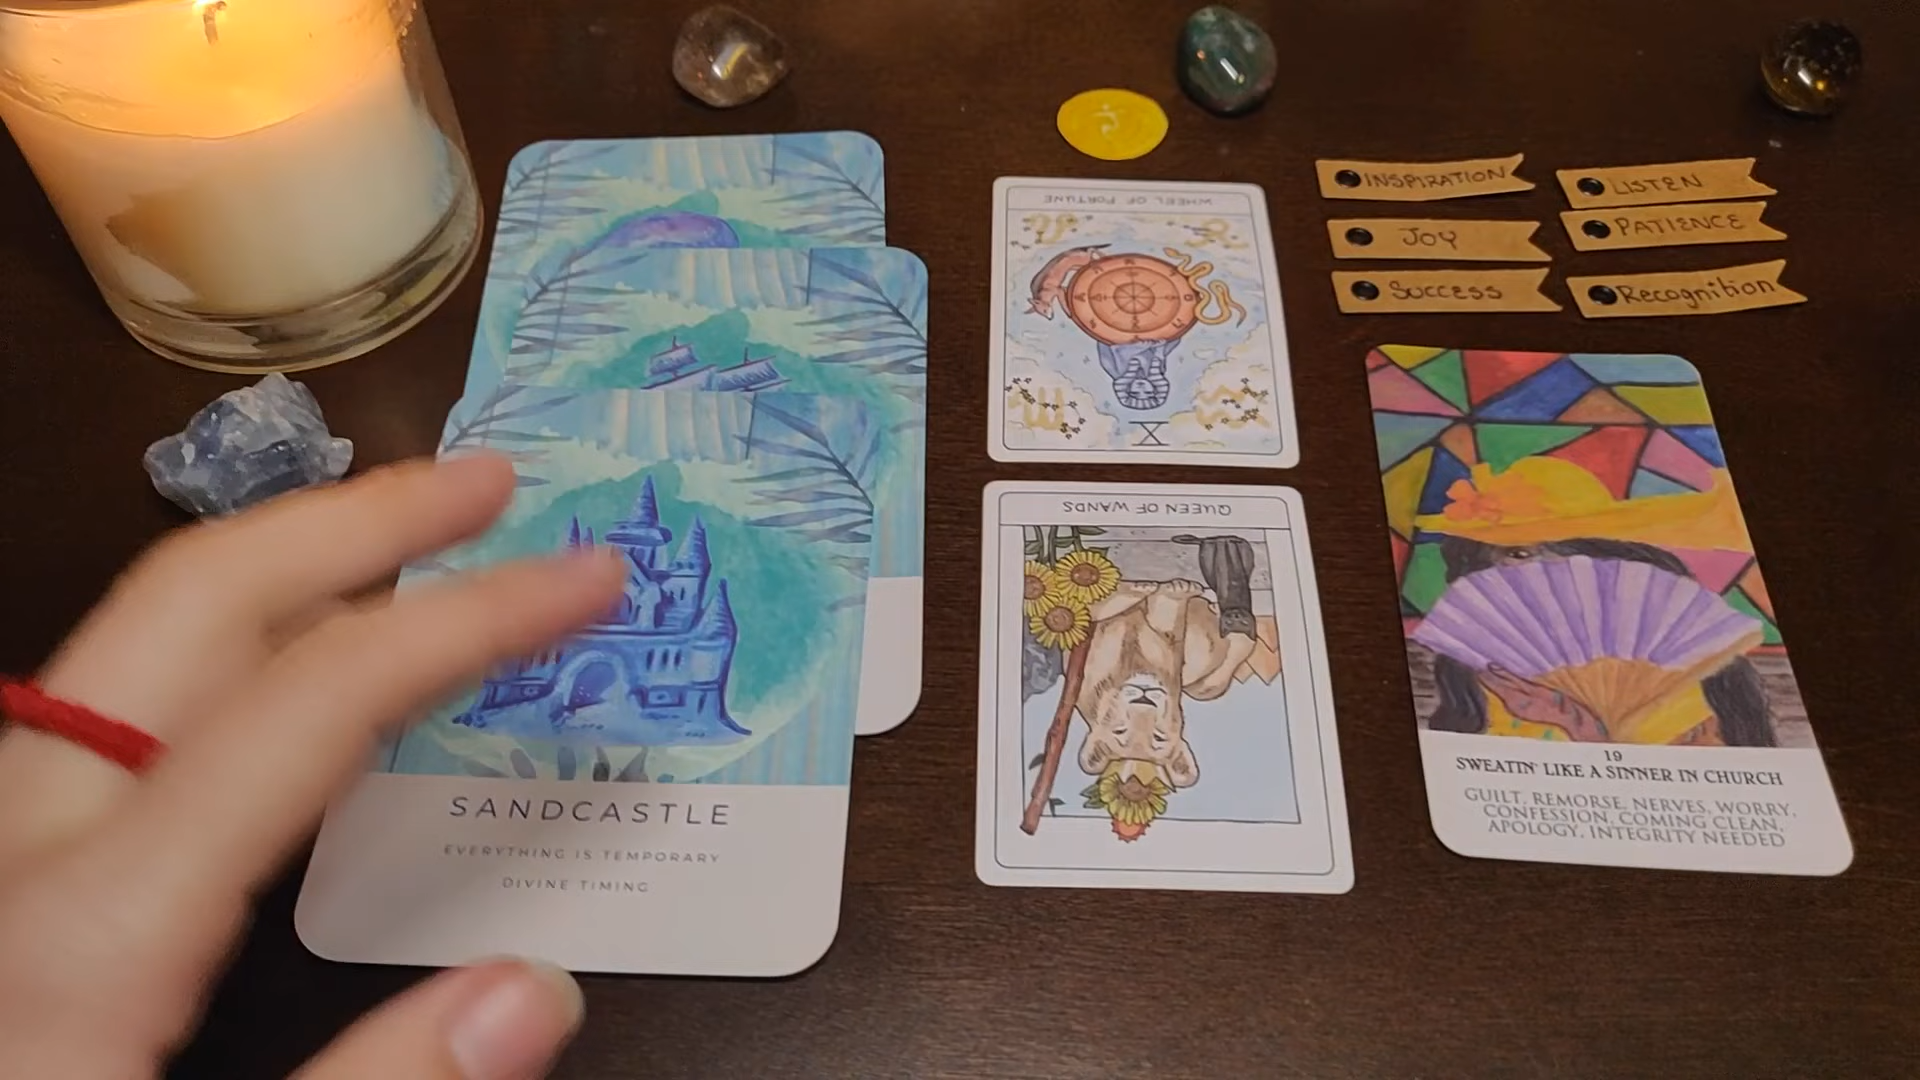 WHEEL OF FORTUNE
X
QUEEN OF WANDS
INSPIRATION
LISTEN
JOY
PATIENCE
SUCCESS
Recognition
SANDCASTLE
EVERYTHING IS TEMPORARY
DIVINE TIMING
19
SWEATIN' LIKE A SINNER IN CHURCH
GUILT, REMORSE, NERVES, WORRY,
CONFESSION, COMING CLEAN,
APOLOGY, INTEGRITY NEEDED